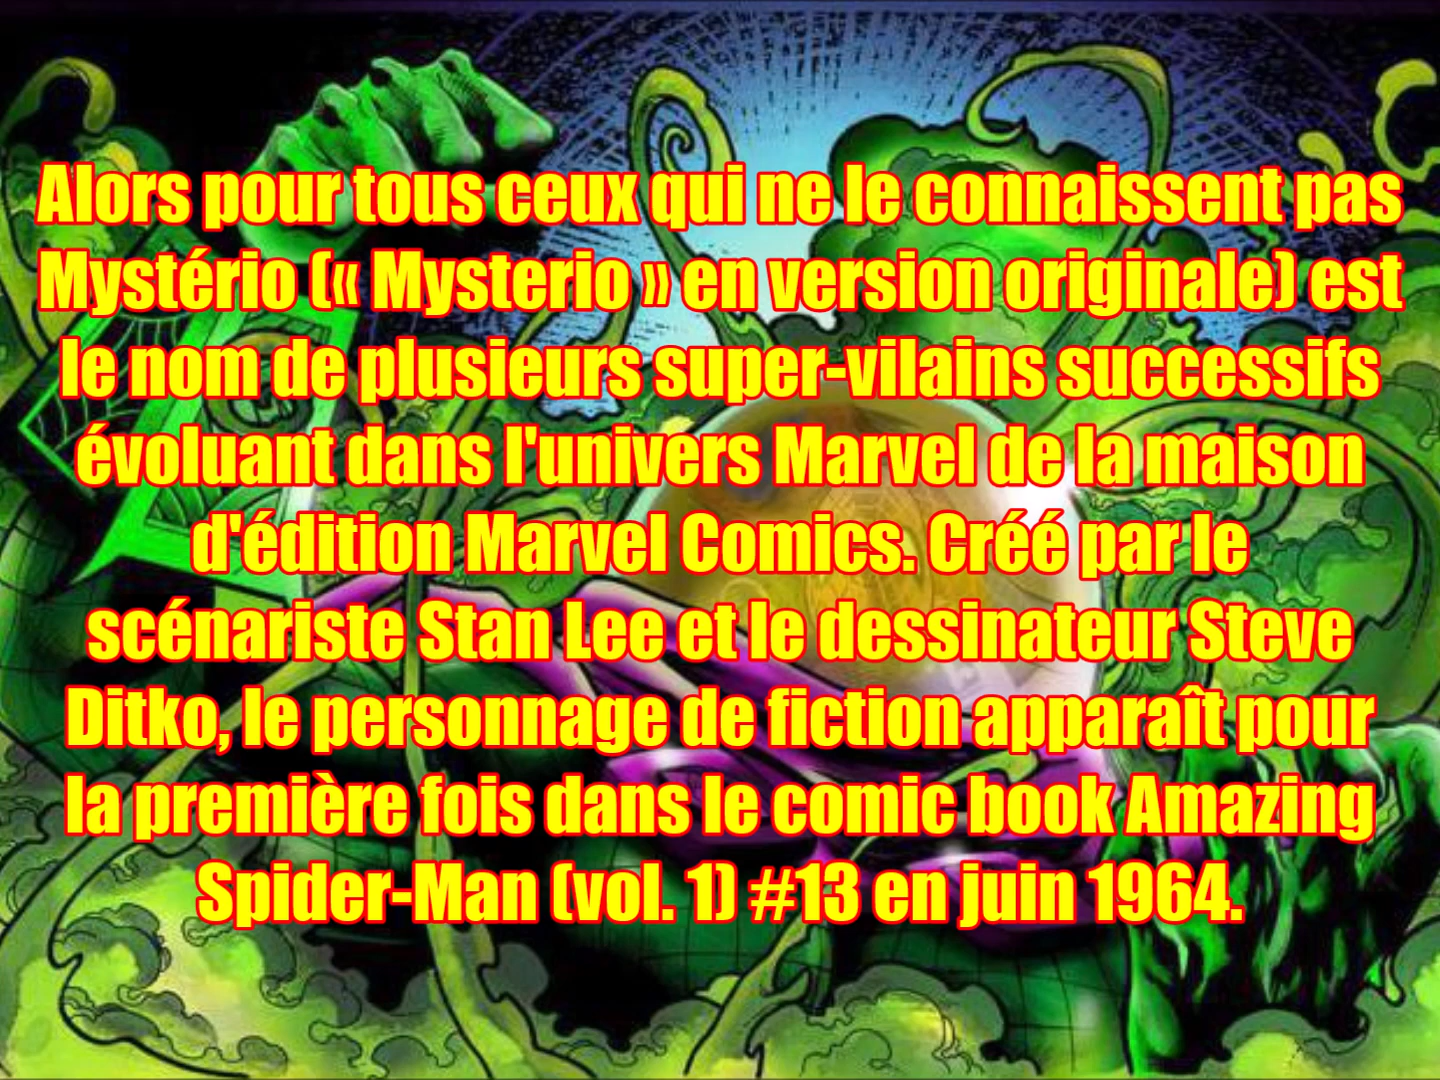 Alors pour tous ceux qui ne le connaissent pas
Mystério (« Mysterio » en version originale) est
le nom de plusieurs super-vilains successifs
évoluant dans l'univers Marvel de la maison
d'édition Marvel Comics. Créé par le
scénariste Stan Lee et le dessinateur Steve
Ditko, le personnage de fiction apparaît pour
la première fois dans le comic book Amazing
Spider-Man (vol. 1) #13 en juin 1964.